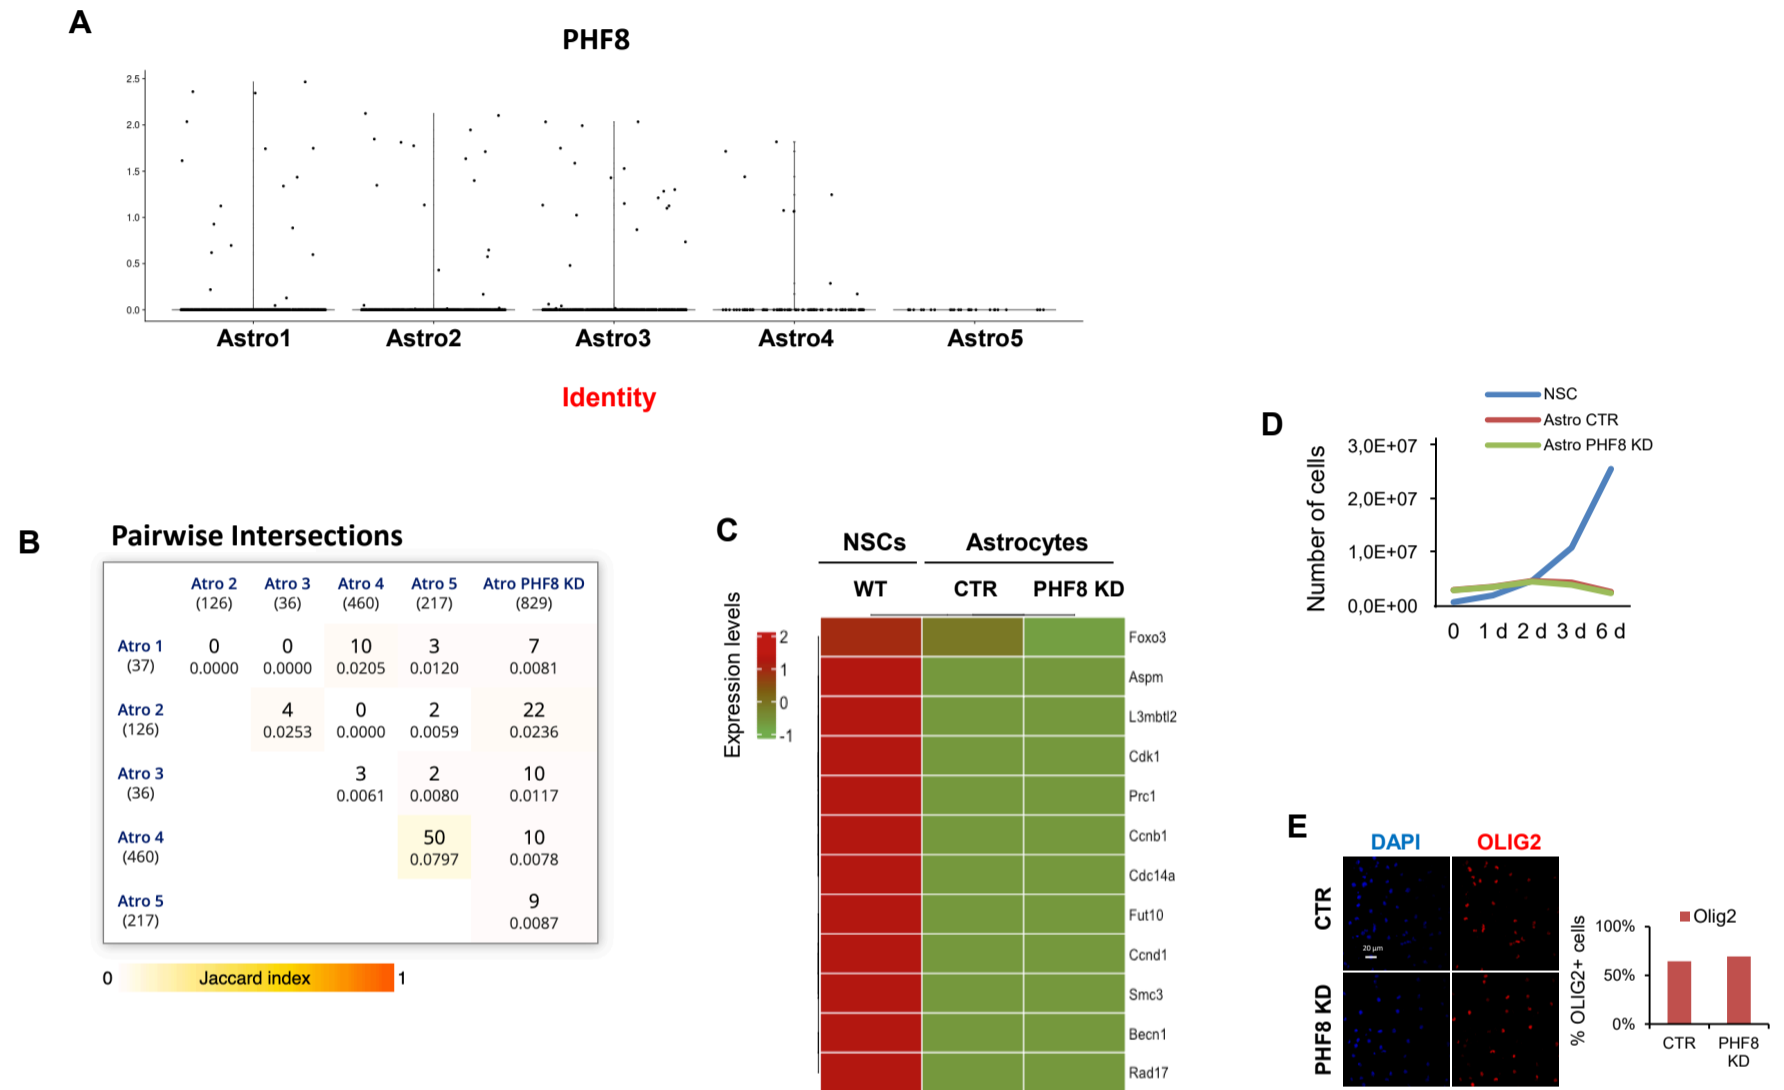 A
PHF8
2.5
2.0
1.5
1.0
0.5
0.0
Astro1 Astro2 Astro3 Astro4 Astro5
Identity
B
Pairwise Intersections
Atro 2 Atro 3 Atro 4 Atro 5 Atro PHF8 KD
(126) (36) (460) (217) (829)
Atro 1 0 0 10 3 7
(37) 0.0000 0.0000 0.0205 0.0120 0.0081
Atro 2 4 0 2 22
(126) 0.0253 0.0000 0.0059 0.0236
Atro 3 3 2 10
(36) 0.0061 0.0080 0.0117
Atro 4 50 10
(460) 0.0797 0.0078
Atro 5 9
(217) 0.0087
0 Jaccard index 1
C
NSCs Astrocytes
WT CTR PHF8 KD
Expression levels
2
1
0
-1
Foxo3
Aspm
L3mbtl2
Cdk1
Prc1
Ccnb1
Cdc14a
Fut10
Ccnd1
Smc3
Becn1
Rad17
D
NSC
Astro CTR
Astro PHF8 KD
Number of cells
3,0E+07
2,0E+07
1,0E+07
0,0E+00
0 1 d 2 d 3 d 6 d
E
DAPI OLIG2
CTR
20 µm
PHF8 KD
% OLIG2+ cells
Olig2
100%
50%
0%
CTR PHF8
KD